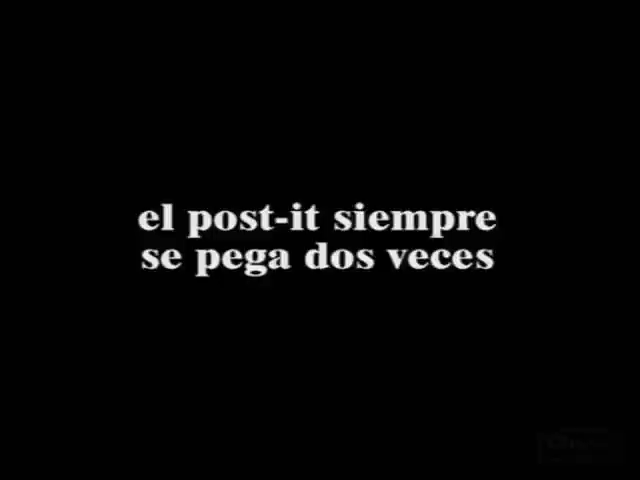 el post-it siempre
se pega dos veces